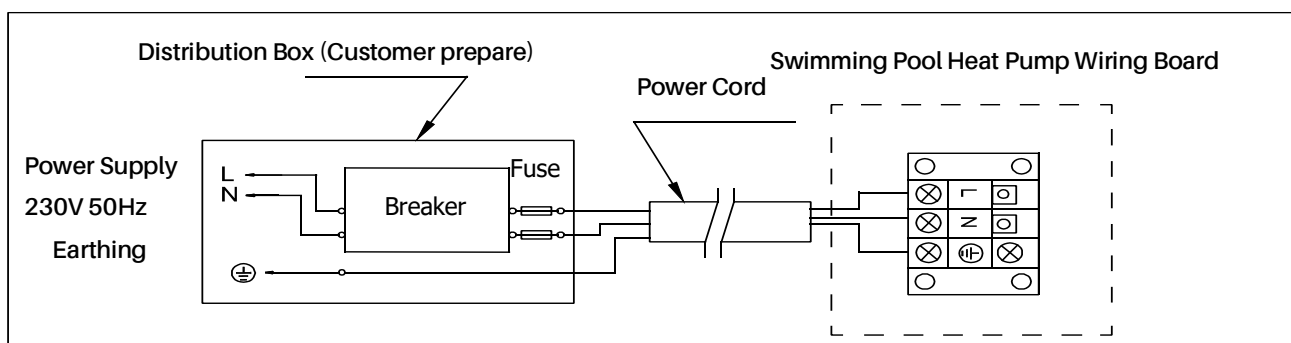 Distribution Box (Customer prepare)
Swimming Pool Heat Pump Wiring Board
Power Cord
Power Supply
230V 50Hz
Earthing
L
N
Breaker
Fuse
L
N